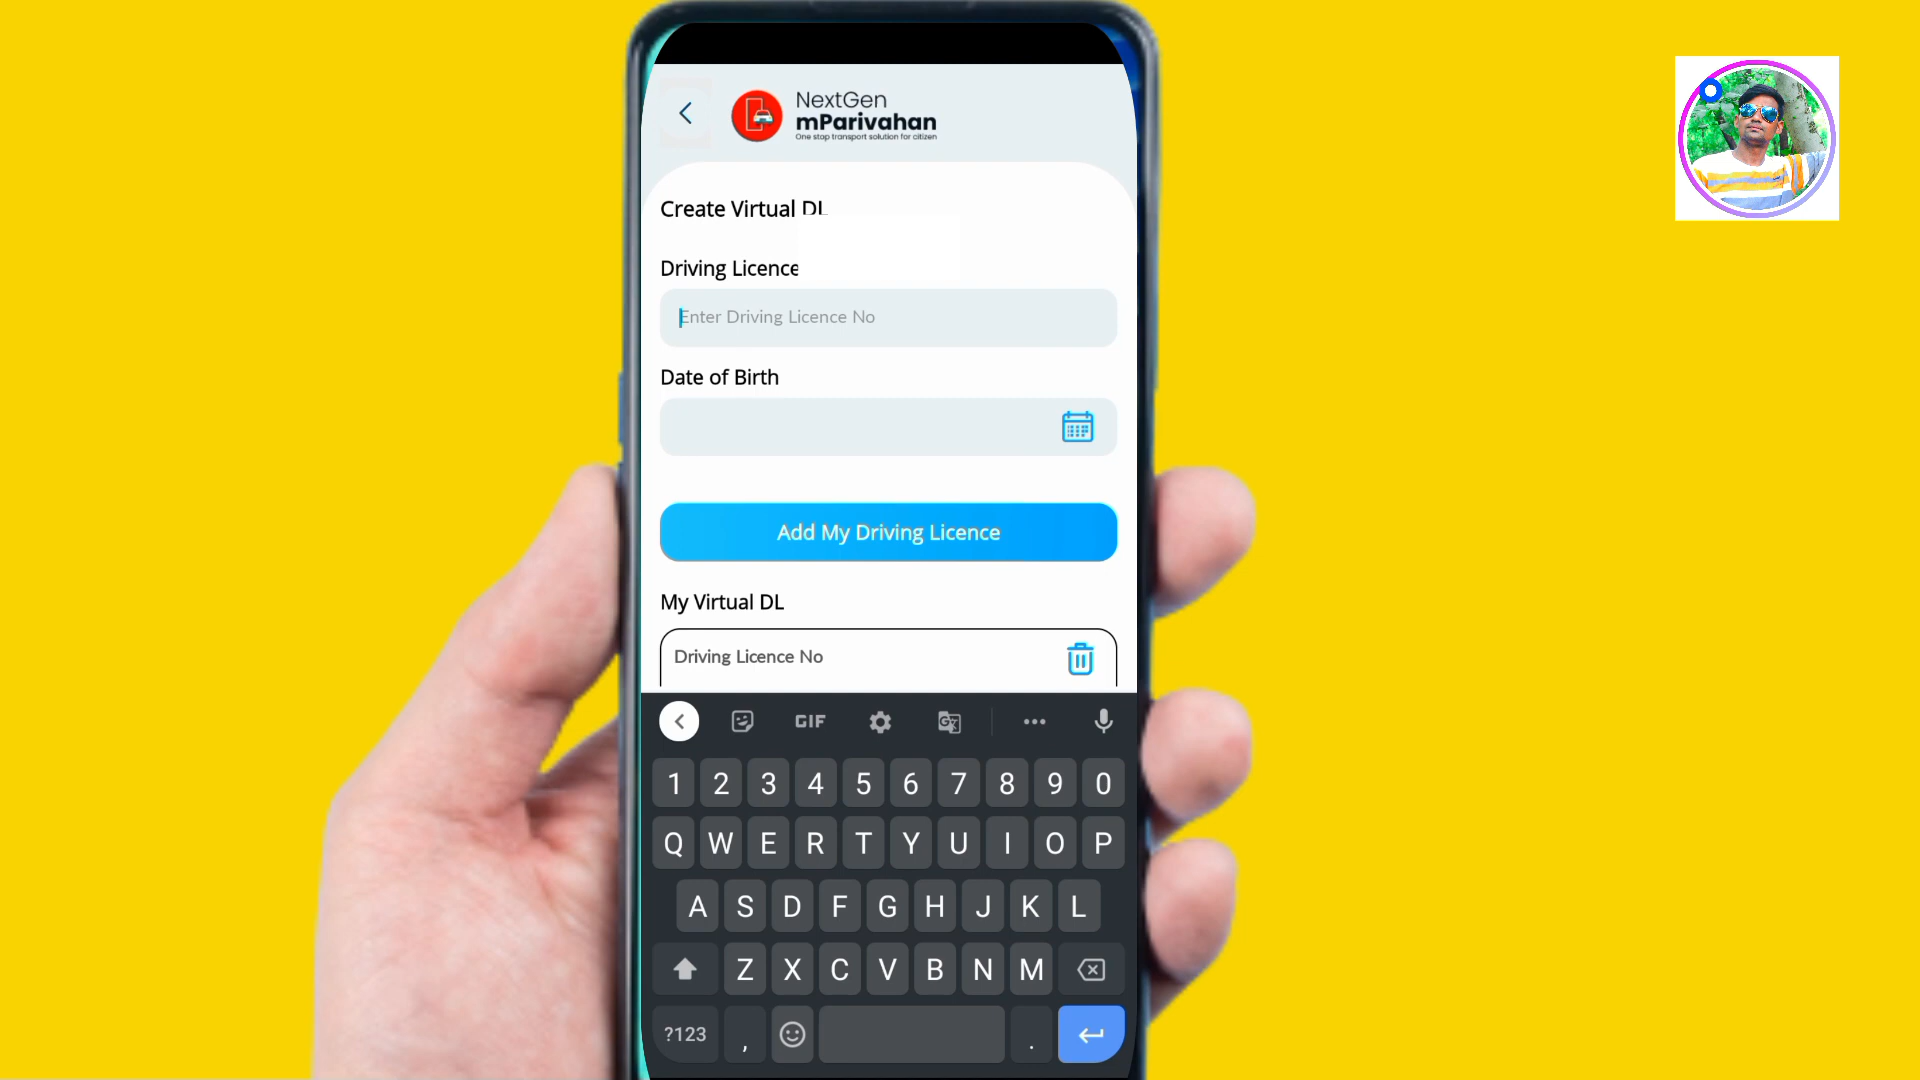 NextGen
mParivahan
One stop transport solution for citizen
Create Virtual DL
Driving Licence
Enter Driving Licence No
Date of Birth
Add My Driving Licence
My Virtual DL
Driving Licence No
GIF
1 2 3 4 5 6 7 8 9 0
Q W E R T Y U I O P
A S D F G H J K L
Z X C V B N M
?123 , .